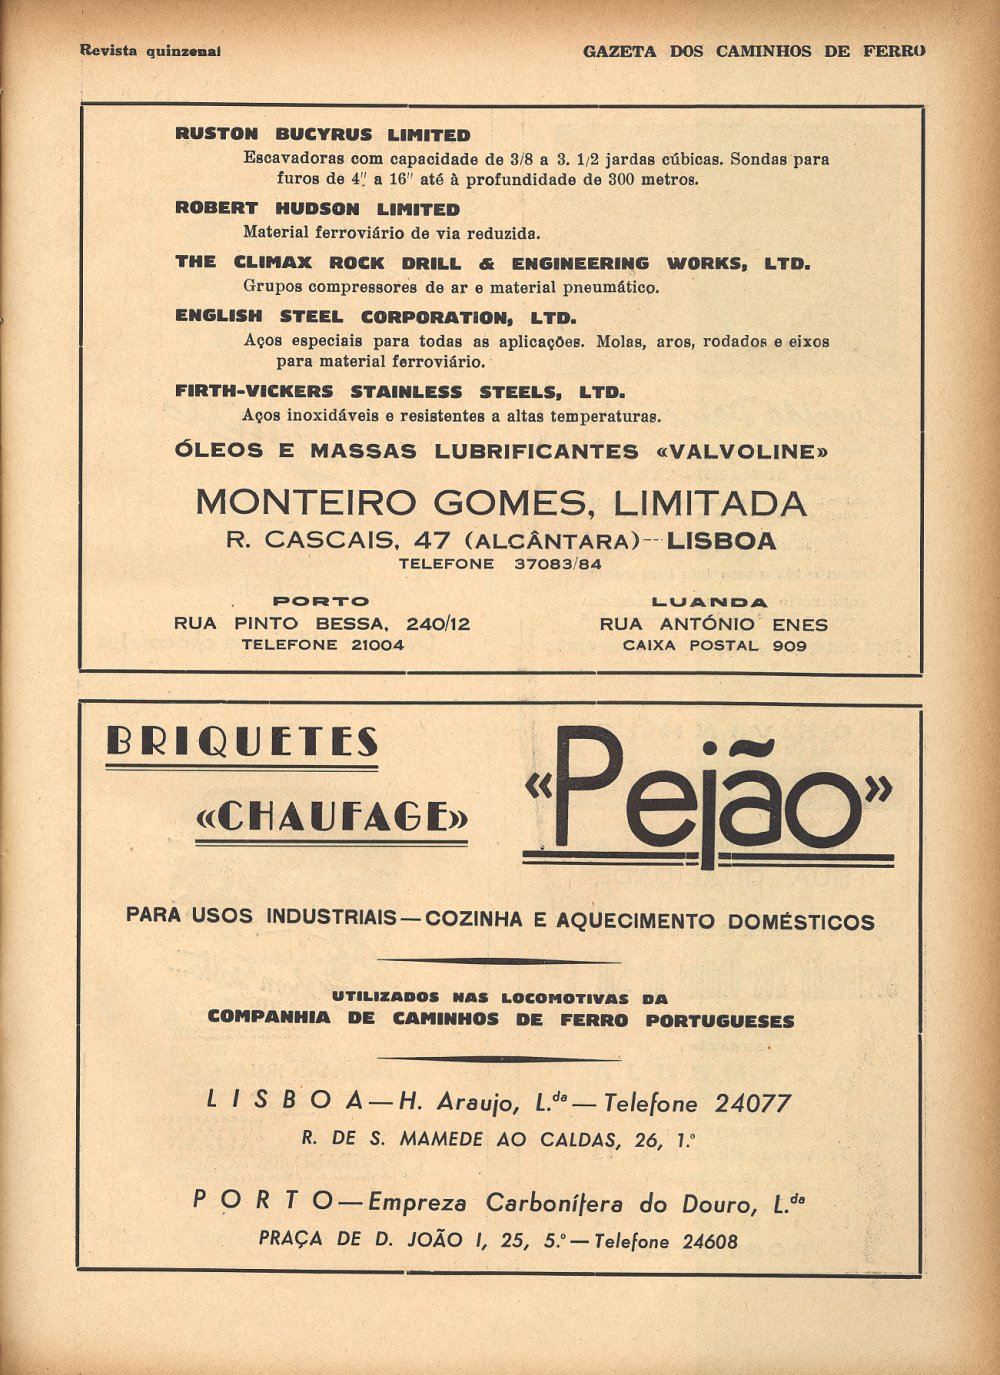 Revista quinzenal
GAZETA DOS CAMINHOS DE FERRO
RUSTON BUCYRUS LIMITED
Escavadoras com capacidade de 3/8 a 3. 1/2 jardas cúbicas. Sondas para
furos de 4" a 16" até à profundidade de 300 metros.
ROBERT HUDSON LIMITED
Material ferroviário de via reduzida.
THE CLIMAX ROCK DRILL & ENGINEERING WORKS, LTD.
Grupos compressores de ar e material pneumático.
ENGLISH STEEL CORPORATION, LTD.
Aços especiais para todas as aplicações. Molas, aros, rodados e eixos
para material ferroviário.
FIRTH-VICKERS STAINLESS STEELS, LTD.
Aços inoxidáveis e resistentes a altas temperaturas.
ÓLEOS E MASSAS LUBRIFICANTES «VALVOLINE»
MONTEIRO GOMES, LIMITADA
R. CASCAIS, 47 (ALCÂNTARA)--LISBOA
TELEFONE 37083/84
PORTO
RUA PINTO BESSA, 240/12
TELEFONE 21004
LUANDA
RUA ANTÓNIO ENES
CAIXA POSTAL 909
BRIQUETES
«CHAUFAGE»
«Pejão»
PARA USOS INDUSTRIAIS—COZINHA E AQUECIMENTO DOMÉSTICOS
UTILIZADOS NAS LOCOMOTIVAS DA
COMPANHIA DE CAMINHOS DE FERRO PORTUGUESES
LISBOA—H. Araujo, L.da—Telefone 24077
R. DE S. MAMEDE AO CALDAS, 26, 1.º
PORTO—Empreza Carbonífera do Douro, L.da
PRAÇA DE D. JOÃO I, 25, 5.º—Telefone 24608